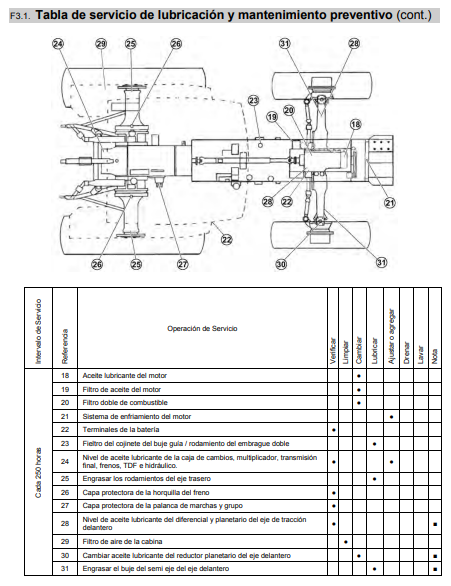 F3.1. Tabla de servicio de lubricación y mantenimiento preventivo (cont.)
24 29 25 26 31 28
23 20 19 18
28 22 21
22
26 25 27 30 31
Intervalo de Servicio Referencia Operación de Servicio Verificar Limpiar Cambiar Lubricar Ajustar o agregar Drenar Lavar Nota
Cada 250 horas
18 Aceite lubricante del motor •
19 Filtro de aceite del motor •
20 Filtro doble de combustible •
21 Sistema de enfriamiento del motor •
22 Terminales de la batería •
23 Fieltro del cojinete del buje guía / rodamiento del embrague doble •
24 Nivel de aceite lubricante de la caja de cambios, multiplicador, transmisión
final, frenos, TDF e hidráulico. • •
25 Engrasar los rodamientos del eje trasero •
26 Capa protectora de la horquilla del freno •
27 Capa protectora de la palanca de marchas y grupo •
28 Nivel de aceite lubricante del diferencial y planetario del eje de tracción
delantero • ■
29 Filtro de aire de la cabina •
30 Cambiar aceite lubricante del reductor planetario del eje delantero • ■
31 Engrasar el buje del semi eje del eje delantero • ■